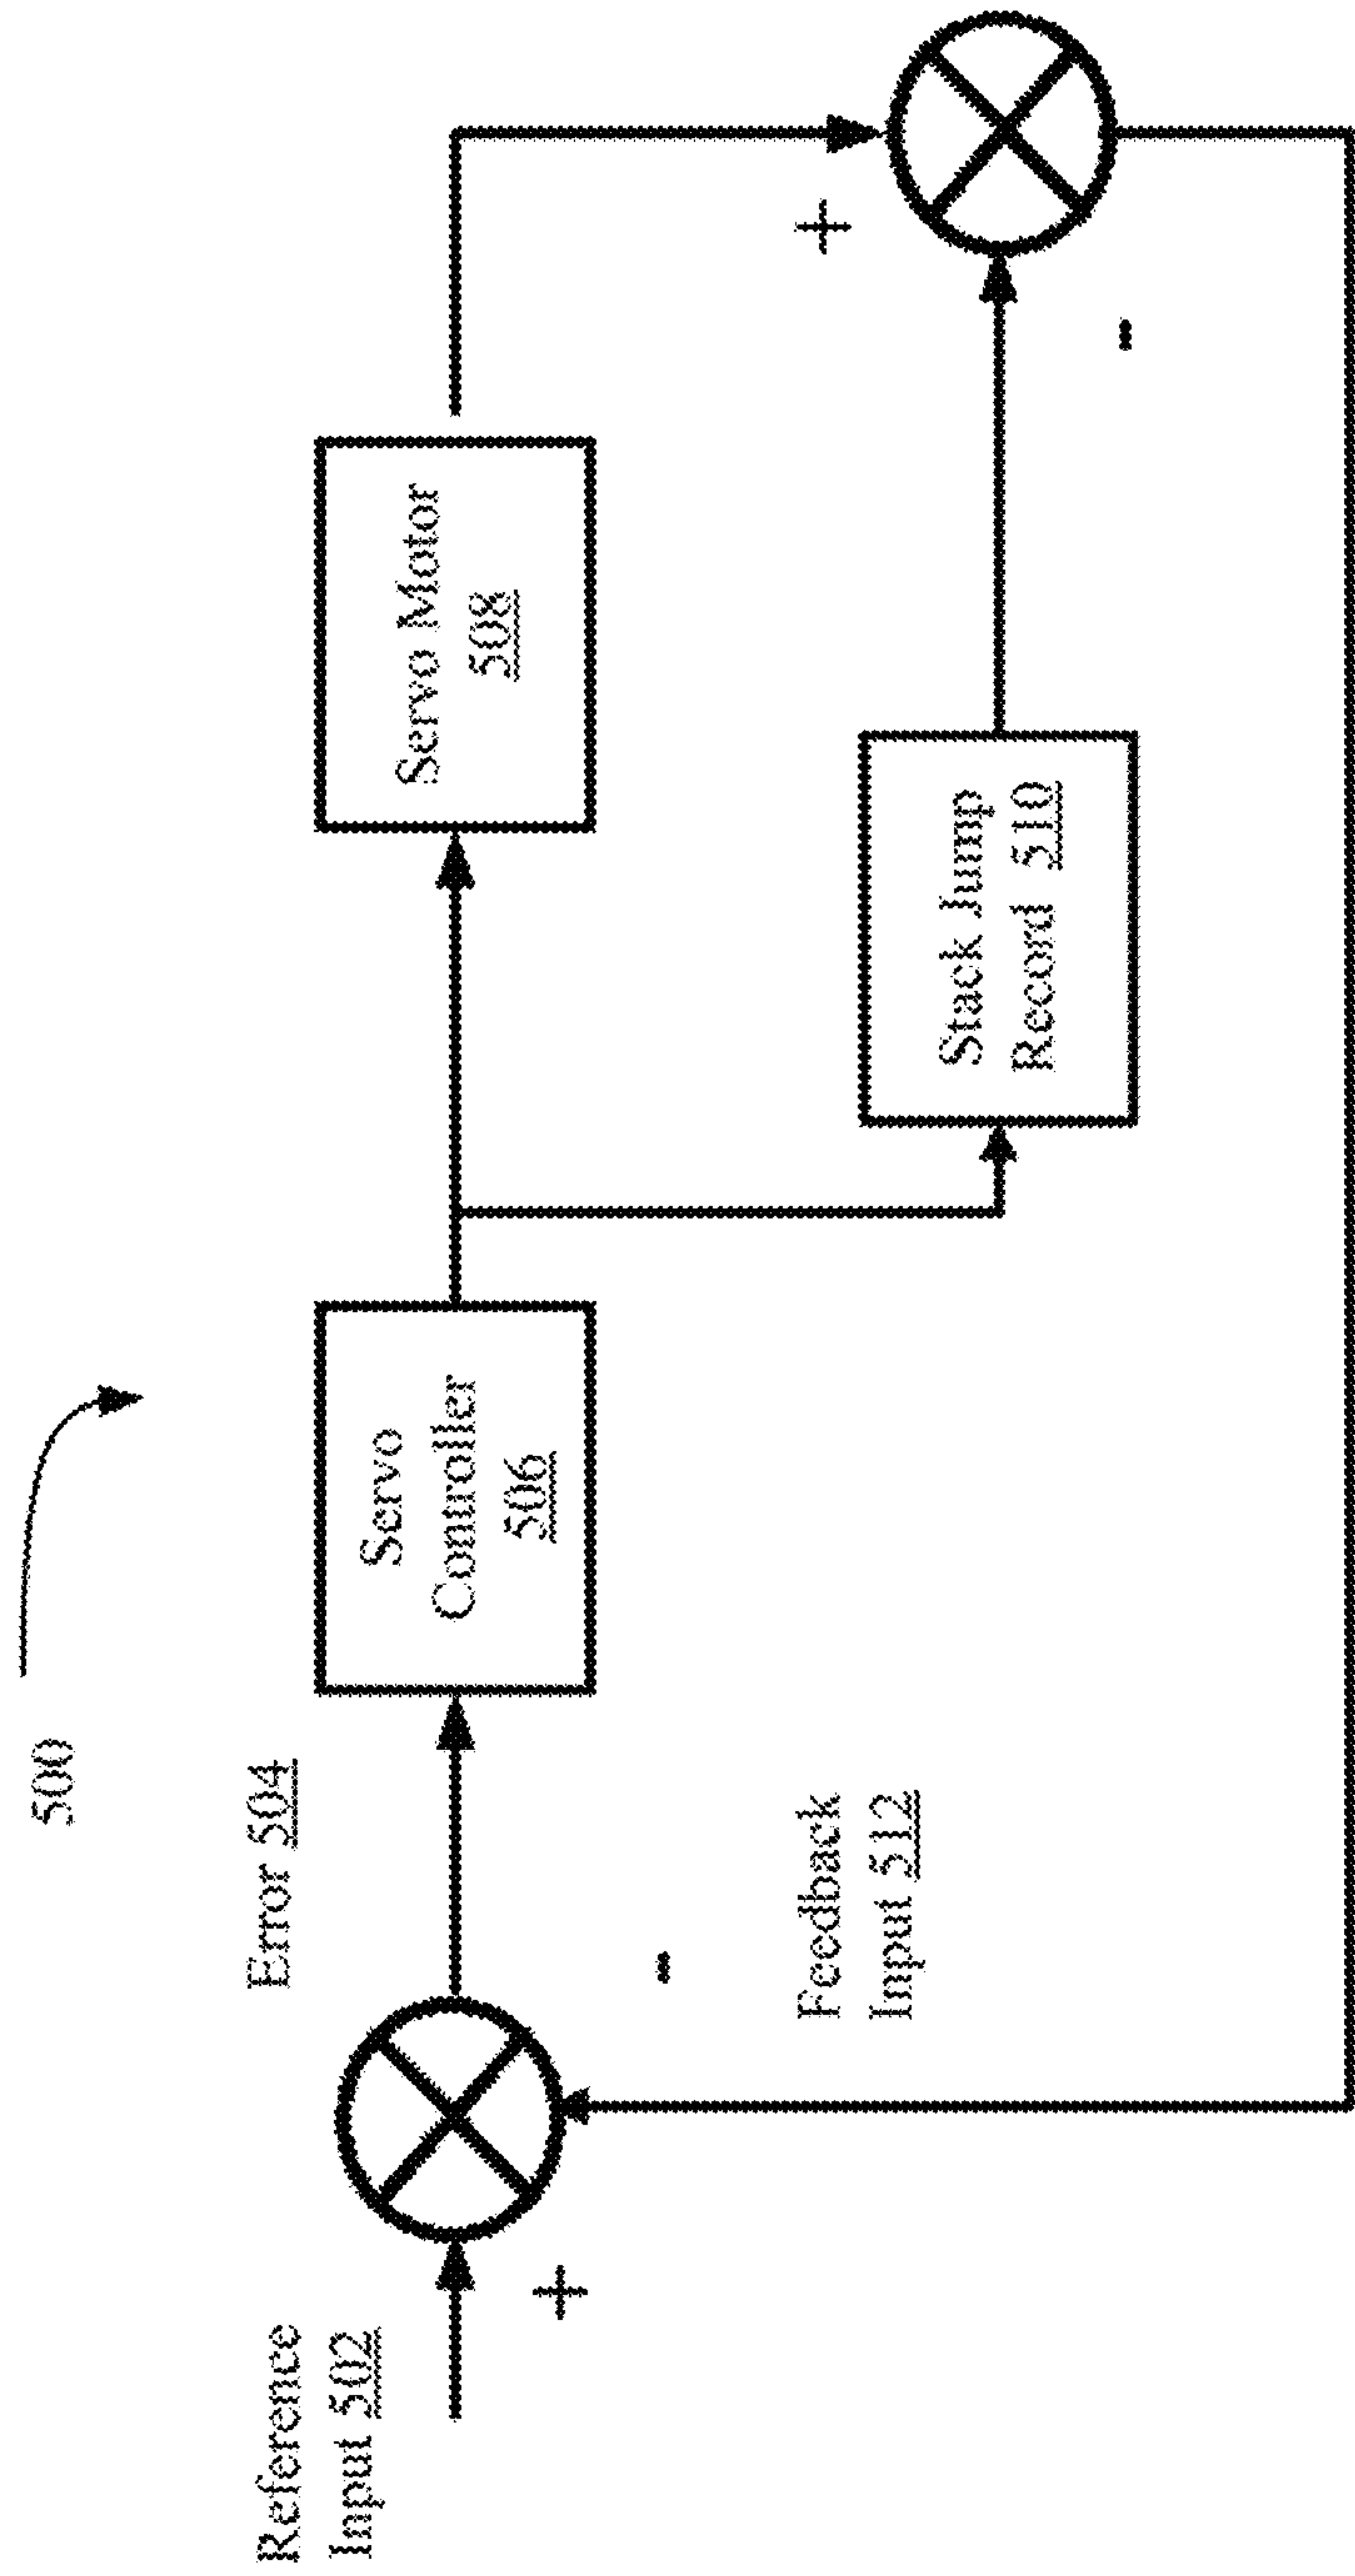 500
Reference
Input 502
+
Error 504
-
Servo
Controller
506
Servo Motor
508
+
Stack Jump
Record 510
-
Feedback
Input 512